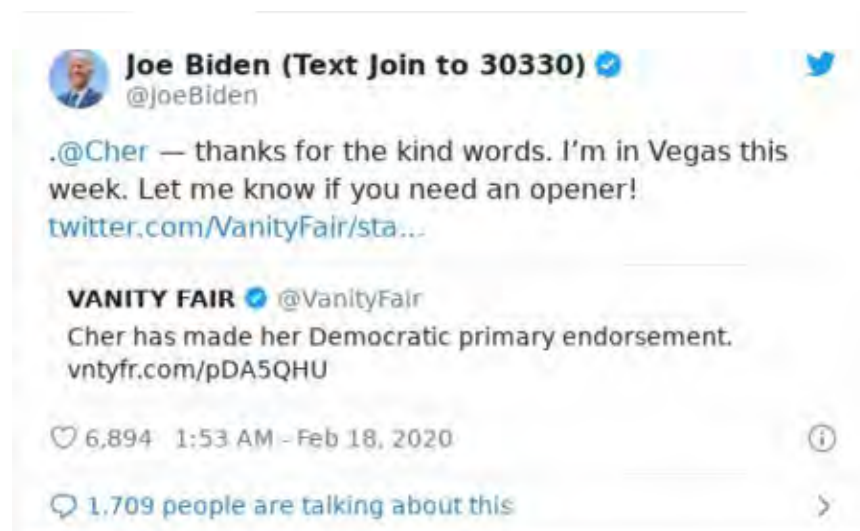 Joe Biden (Text Join to 30330)
@JoeBiden
.@Cher — thanks for the kind words. I'm in Vegas this
week. Let me know if you need an opener!
twitter.com/VanityFair/sta...
VANITY FAIR @VanityFair
Cher has made her Democratic primary endorsement.
vntyfr.com/pDA5QHU
6,894 1:53 AM - Feb 18, 2020
1.709 people are talking about this